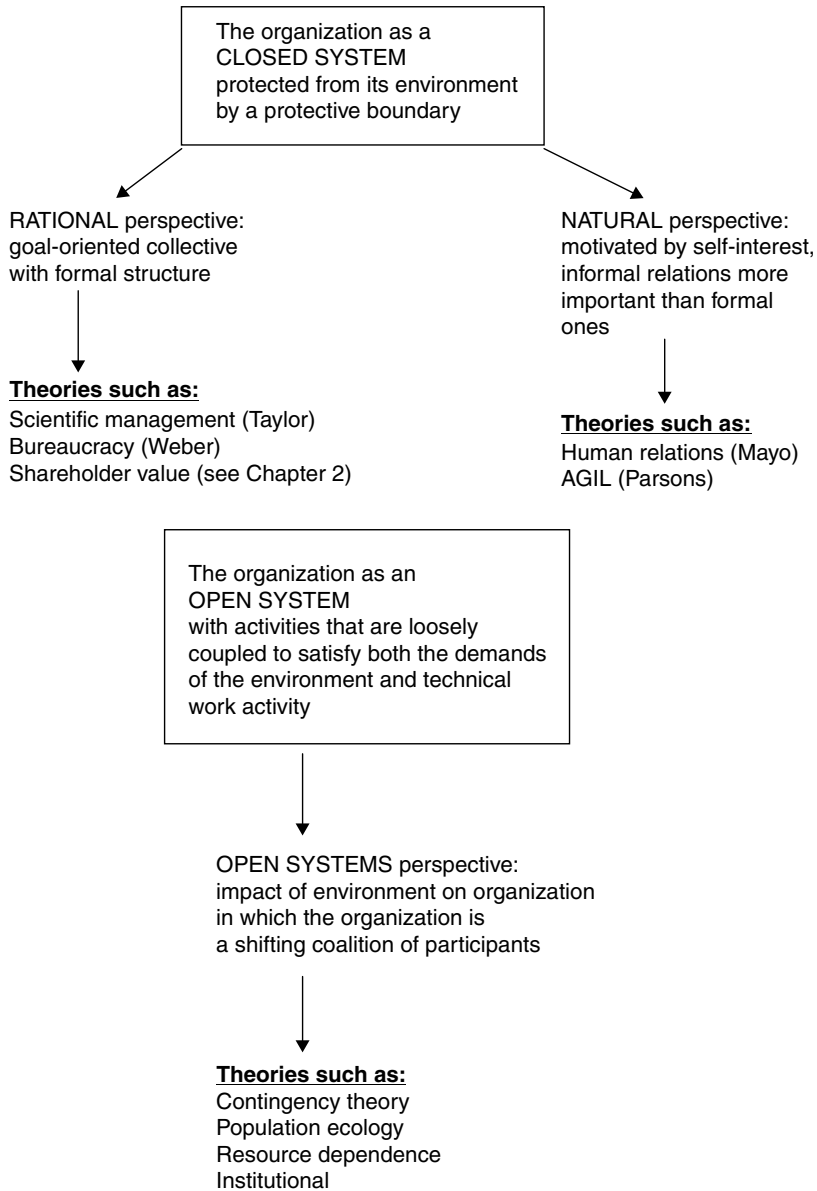 The organization as a
CLOSED SYSTEM
protected from its environment
by a protective boundary
RATIONAL perspective:
goal-oriented collective
with formal structure
Theories such as:
Scientific management (Taylor)
Bureaucracy (Weber)
Shareholder value (see Chapter 2)
NATURAL perspective:
motivated by self-interest,
informal relations more
important than formal
ones
Theories such as:
Human relations (Mayo)
AGIL (Parsons)
The organization as an
OPEN SYSTEM
with activities that are loosely
coupled to satisfy both the demands
of the environment and technical
work activity
OPEN SYSTEMS perspective:
impact of environment on organization
in which the organization is
a shifting coalition of participants
Theories such as:
Contingency theory
Population ecology
Resource dependence
Institutional